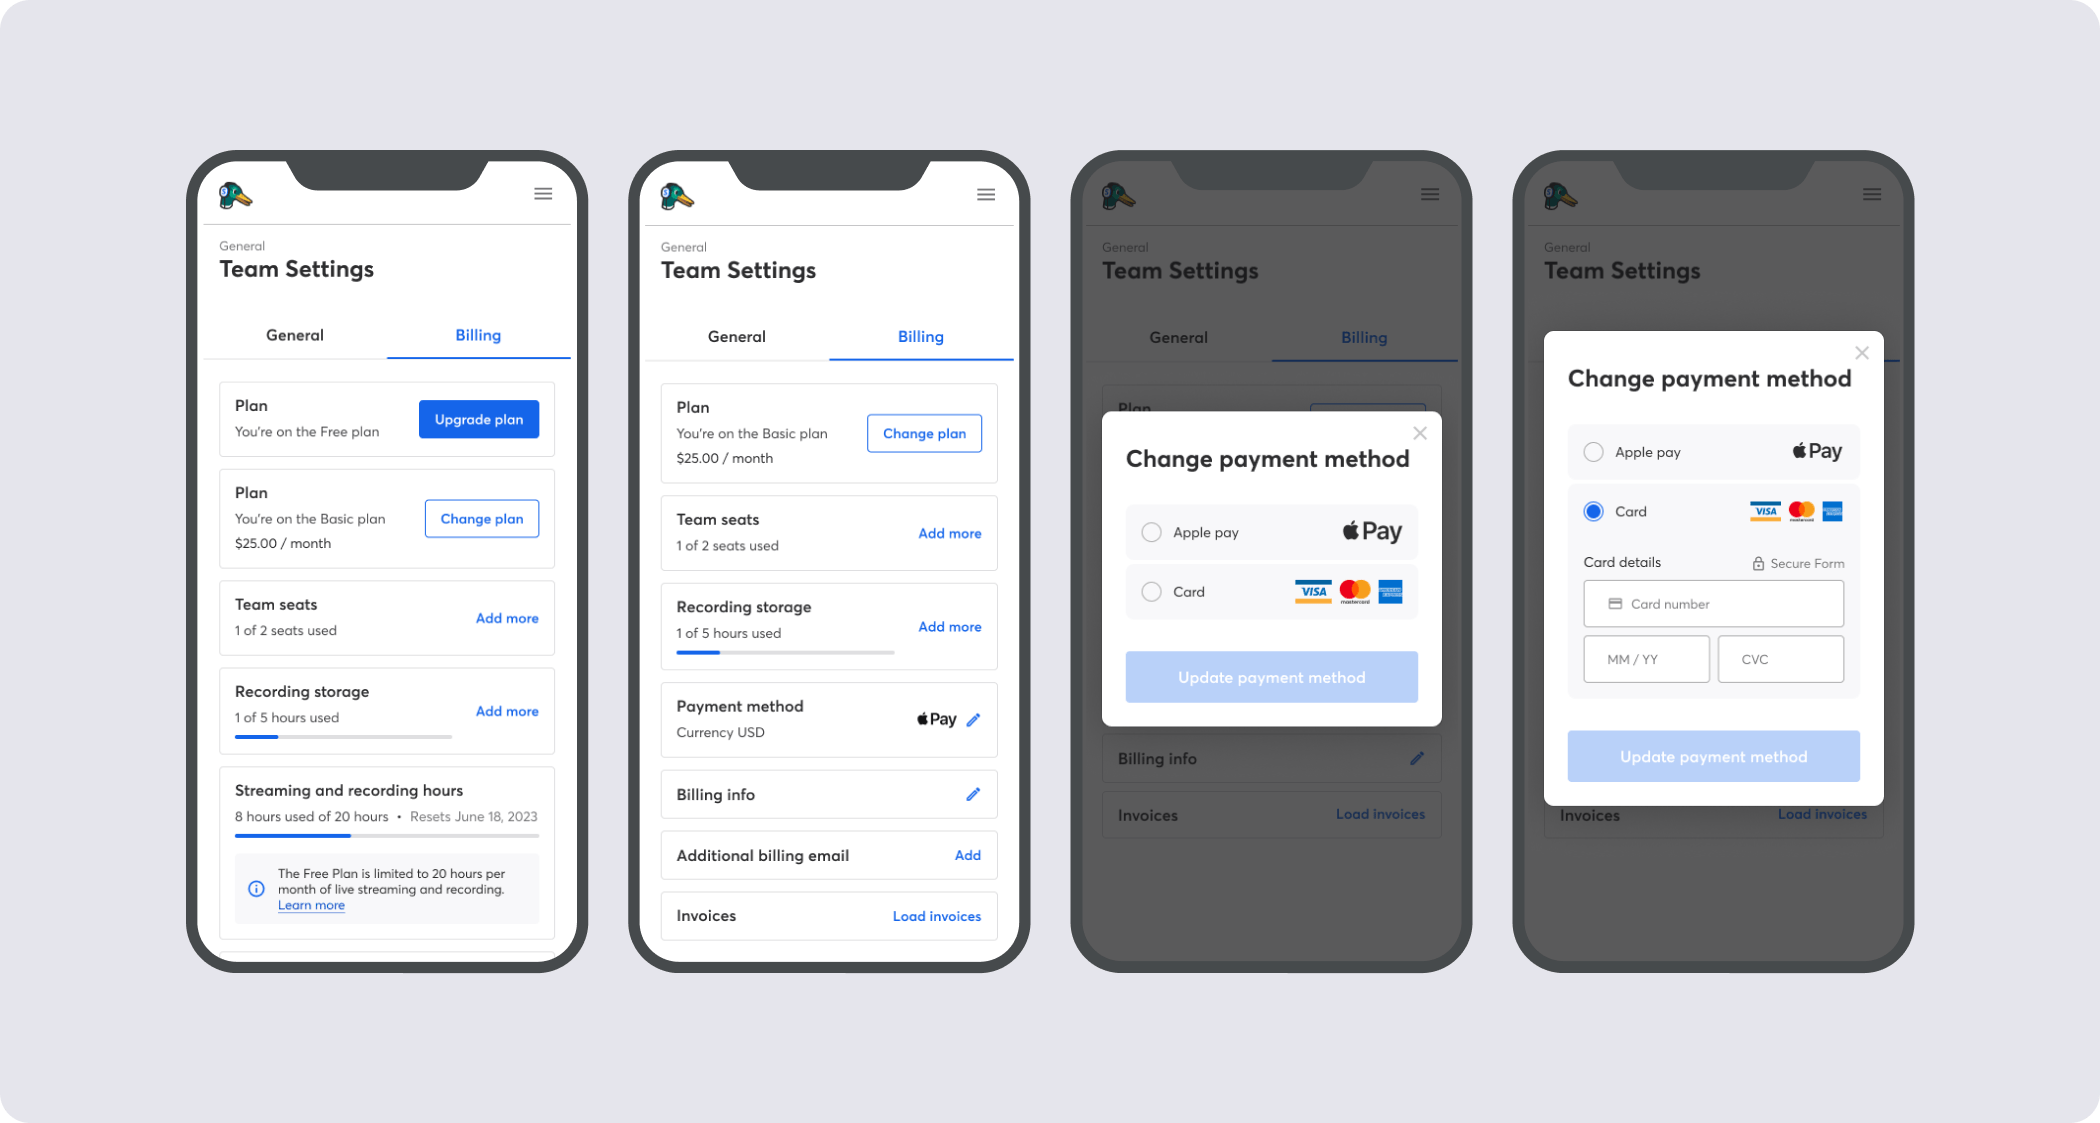 General
Team Settings
General
Billing
Plan
You're on the Free plan
Upgrade plan
Plan
You're on the Basic plan
$25.00 / month
Change plan
Team seats
1 of 2 seats used
Add more
Recording storage
1 of 5 hours used
Add more
Streaming and recording hours
8 hours used of 20 hours • Resets June 18, 2023
The Free Plan is limited to 20 hours per
month of live streaming and recording.
Learn more
General
Team Settings
General
Billing
Plan
You're on the Basic plan
$25.00 / month
Change plan
Team seats
1 of 2 seats used
Add more
Recording storage
1 of 5 hours used
Add more
Payment method
Currency USD
Pay
Billing info
Additional billing email
Add
Invoices
Load invoices
General
Team Settings
General
Billing
Plan
Change payment method
Apple pay
Pay
Card
VISA
mastercard
AMERICAN EXPRESS
Update payment method
Billing info
Invoices
Load invoices
General
Team Settings
Change payment method
Apple pay
Pay
Card
VISA
mastercard
AMERICAN EXPRESS
Card details
Secure Form
Card number
MM / YY
CVC
Update payment method
Invoices
Load invoices